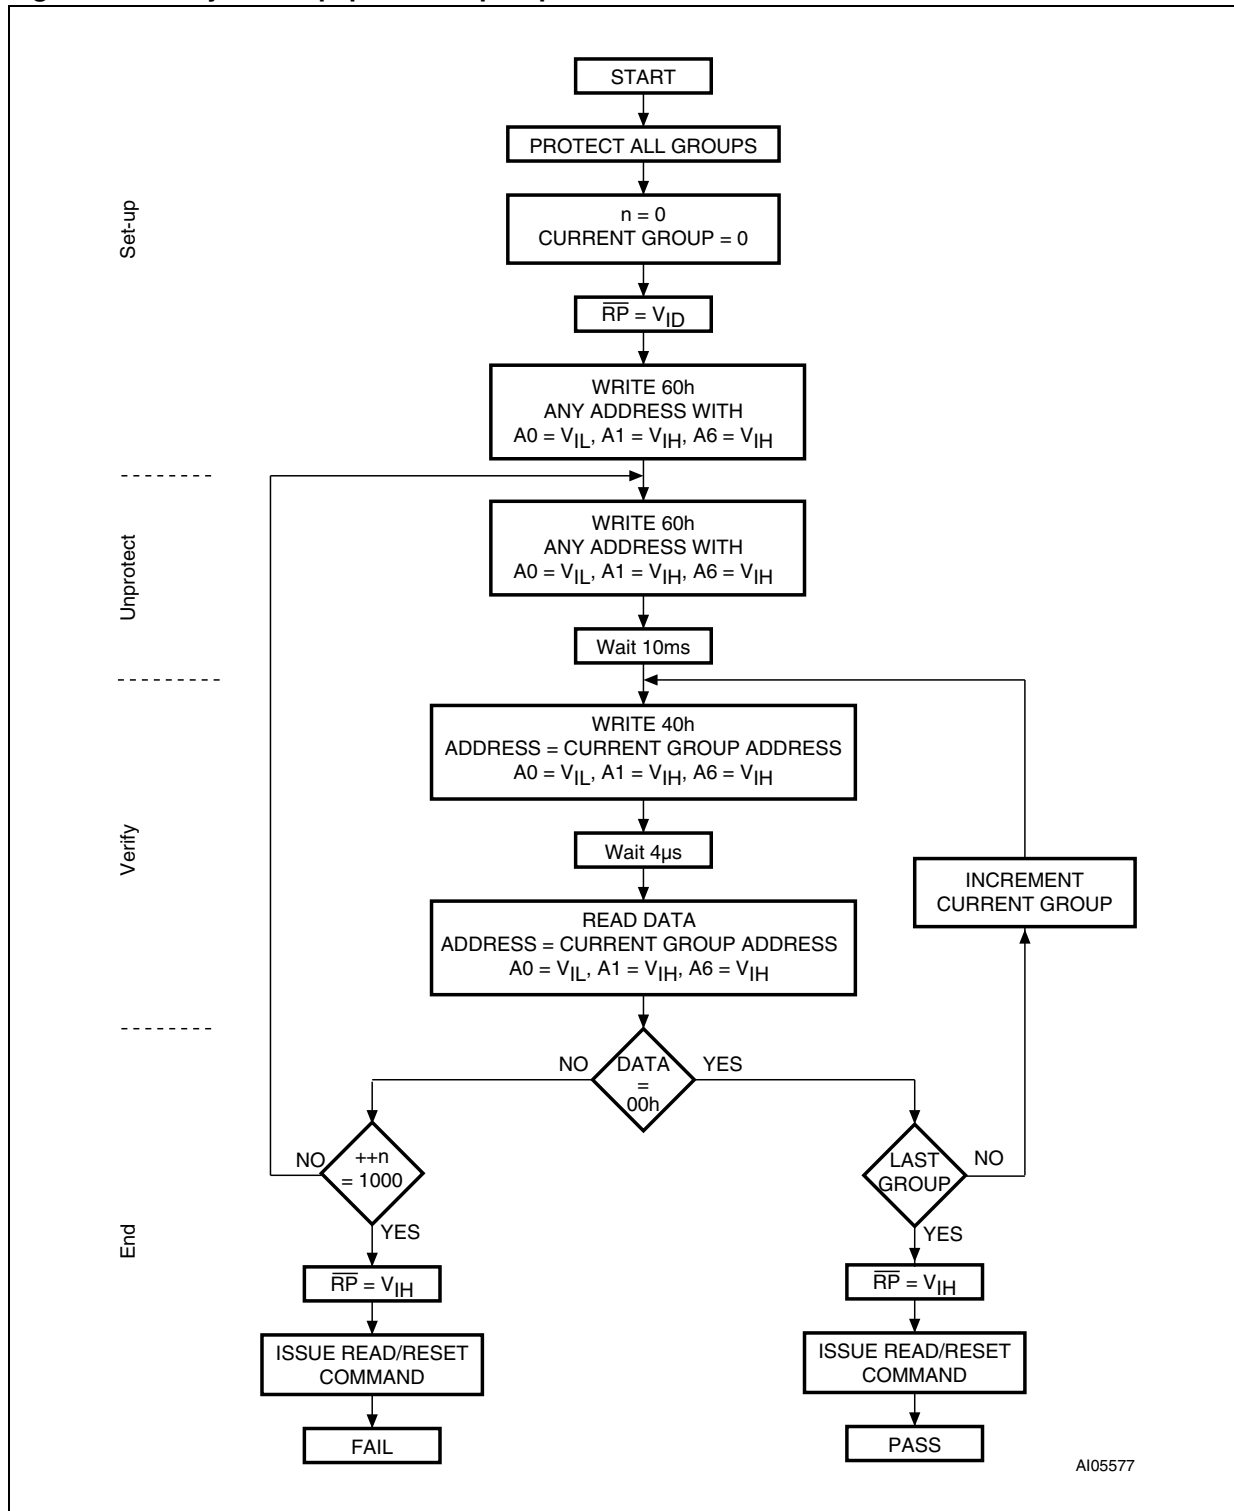 START
PROTECT ALL GROUPS
n = 0
CURRENT GROUP = 0
Set-up
RP = VID
WRITE 60h
ANY ADDRESS WITH
A0 = VIL, A1 = VIH, A6 = VIH
WRITE 60h
ANY ADDRESS WITH
A0 = VIL, A1 = VIH, A6 = VIH
Unprotect
Wait 10ms
WRITE 40h
ADDRESS = CURRENT GROUP ADDRESS
A0 = VIL, A1 = VIH, A6 = VIH
Verify
Wait 4µs
INCREMENT
CURRENT GROUP
READ DATA
ADDRESS = CURRENT GROUP ADDRESS
A0 = VIL, A1 = VIH, A6 = VIH
NO
DATA
=
00h
YES
NO
++n
= 1000
LAST
GROUP
NO
YES
YES
End
RP = VIH
RP = VIH
ISSUE READ/RESET
COMMAND
ISSUE READ/RESET
COMMAND
FAIL
PASS
AI05577